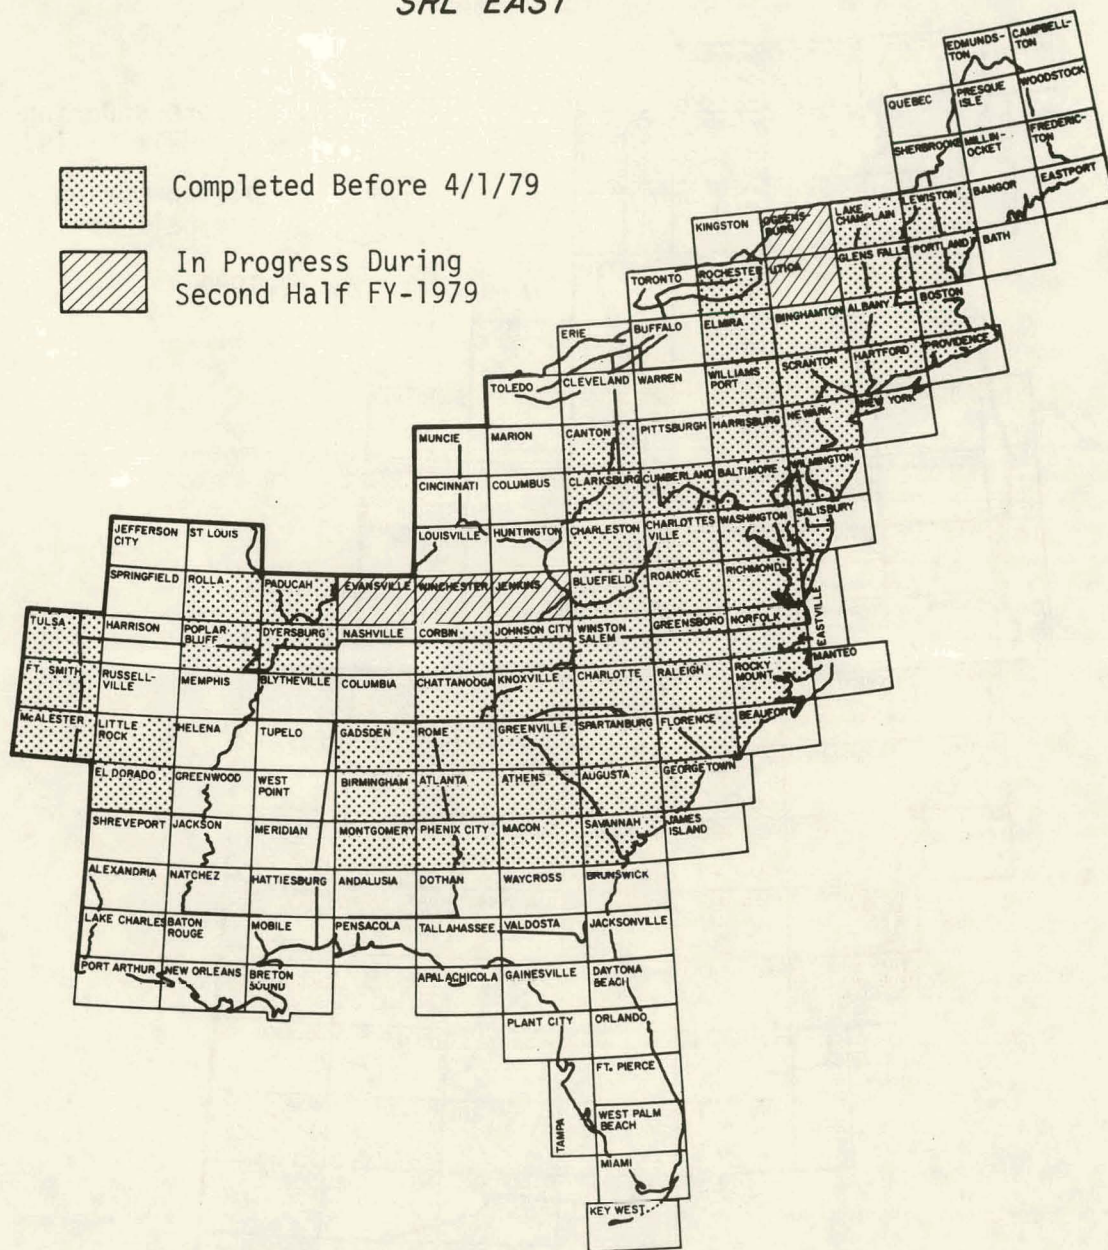 SRL EAST
Completed Before 4/1/79
In Progress During
Second Half FY-1979
EDMUNDS-
TON
CAMPBELL-
TON
QUEBEC
PRESQUE
ISLE
WOODSTOCK
SHERBROOKE
MILLIN-
OCKET
FREDERIC-
TON
KINGSTON
OGDENS-
BURG
LAKE
CHAMPLAIN
LEWISTON
BANGOR
EASTPORT
TORONTO
ROCHESTER
UTICA
GLENS FALLS
PORTLAND
BATH
ERIE
BUFFALO
ELMIRA
BINGHAMTON
ALBANY
BOSTON
TOLEDO
CLEVELAND
WARREN
WILLIAMS
PORT
SCRANTON
HARTFORD
PROVIDENCE
MUNCIE
MARION
CANTON
PITTSBURGH
HARRISBURG
NEWARK
NEW YORK
CINCINNATI
COLUMBUS
CLARKSBURG
CUMBERLAND
BALTIMORE
WILMINGTON
JEFFERSON
CITY
ST LOUIS
LOUISVILLE
HUNTINGTON
CHARLESTON
CHARLOTTES
VILLE
WASHINGTON
SALISBURY
SPRINGFIELD
ROLLA
PADUCAH
EVANSVILLE
WINCHESTER
JENKINS
BLUEFIELD
ROANOKE
RICHMOND
EASTVILLE
TULSA
HARRISON
POPLAR
BLUFF
DYERSBURG
NASHVILLE
CORBIN
JOHNSON CITY
WINSTON
SALEM
GREENSBORO
NORFOLK
FT. SMITH
RUSSELL-
VILLE
MEMPHIS
BLYTHEVILLE
COLUMBIA
CHATTANOOGA
KNOXVILLE
CHARLOTTE
RALEIGH
ROCKY
MOUNT
MANTEO
McALESTER
LITTLE
ROCK
HELENA
TUPELO
GADSDEN
ROME
GREENVILLE
SPARTANBURG
FLORENCE
BEAUFORT
EL DORADO
GREENWOOD
WEST
POINT
BIRMINGHAM
ATLANTA
ATHENS
AUGUSTA
GEORGETOWN
SHREVEPORT
JACKSON
MERIDIAN
MONTGOMERY
PHENIX CITY
MACON
SAVANNAH
JAMES
ISLAND
ALEXANDRIA
NATCHEZ
HATTIESBURG
ANDALUSIA
DOTHAN
WAYCROSS
BRUNSWICK
LAKE CHARLES
BATON
ROUGE
MOBILE
PENSACOLA
TALLAHASSEE
VALDOSTA
JACKSONVILLE
PORT ARTHUR
NEW ORLEANS
BRETON
SOUND
APALACHICOLA
GAINESVILLE
DAYTONA
BEACH
PLANT CITY
ORLANDO
FT. PIERCE
TAMPA
WEST PALM
BEACH
MIAMI
KEY WEST